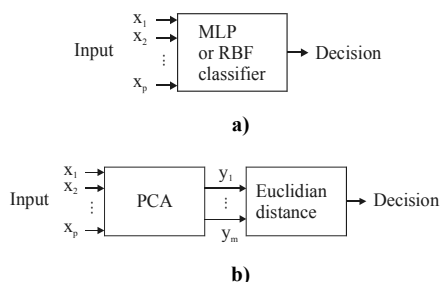 x1
x2
Input
⋮
xp
MLP
or RBF
classifier
Decision
a)
x1
x2
Input
⋮
xp
PCA
y1
⋮
ym
Euclidian
distance
Decision
b)